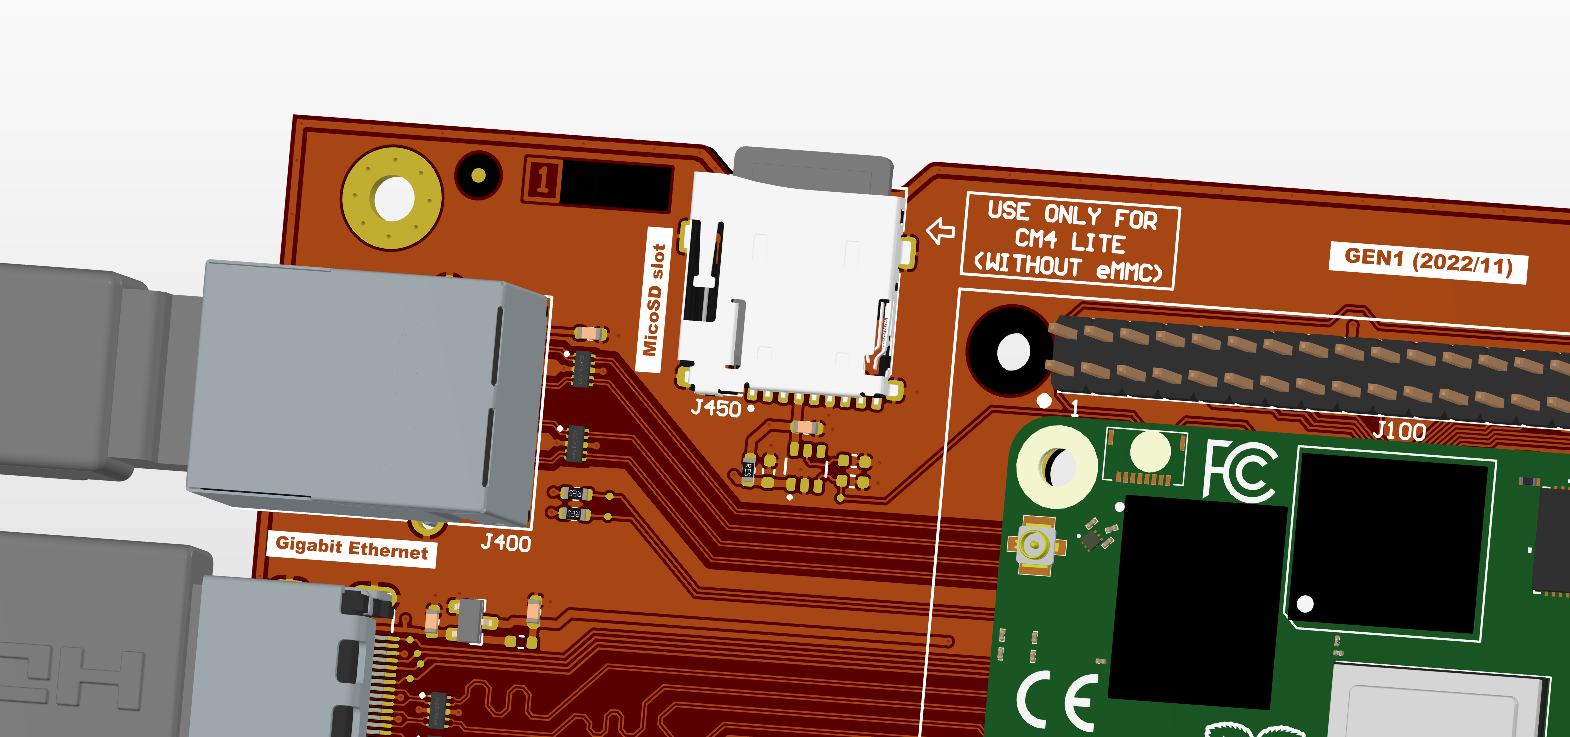 1
USE ONLY FOR
CM4 LITE
(WITHOUT eMMC)
GEN1 (2022/11)
MicoSD slot
J450
1
J100
FC
Gigabit Ethernet
J400
CE